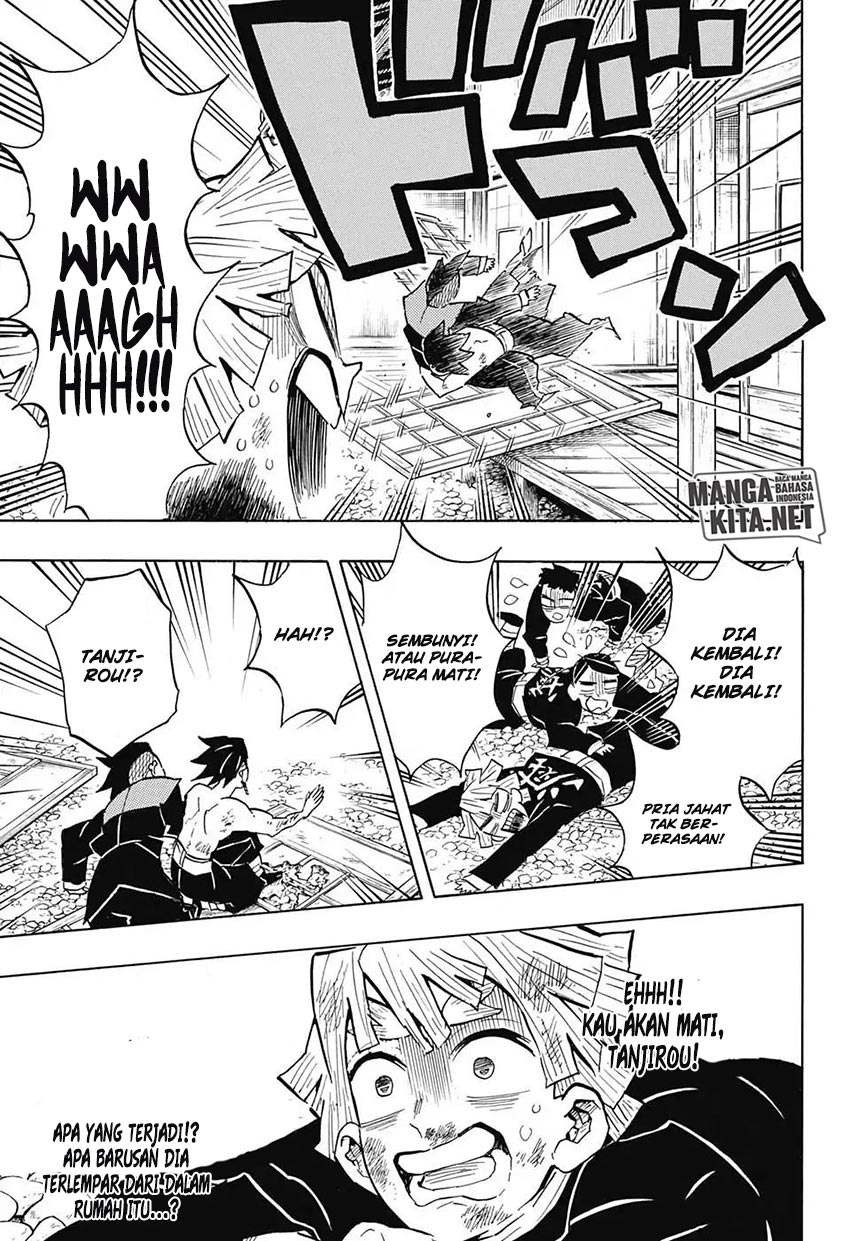 WW
WWA
AAAGH
HHH!!!
MANGA
KITA.NET
BACA MANGA
BAHASA
INDONESIA
DIA
KEMBALI!
DIA
KEMBALI!
SEMBUNYI!
ATAU PURA-
PURA MATI!
PRIA JAHAT
TAK BER-
PERASAAN!
HAH!?
TANJI-
ROU!?
EHHH!!
KAU AKAN MATI,
TANJIROU!
APA YANG TERJADI!?
APA BARUSAN DIA
TERLEMPAR DARI DALAM
RUMAH ITU...?